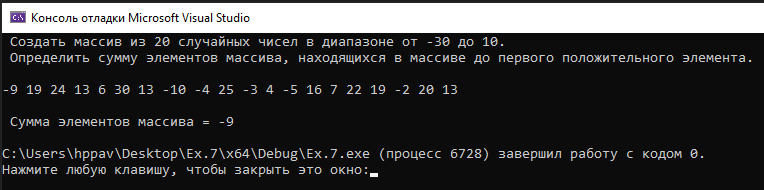 Консоль отладки Microsoft Visual Studio
Создать массив из 20 случайных чисел в диапазоне от -30 до 10.
Определить сумму элементов массива, находящихся в массиве до первого положительного элемента.
-9 19 24 13 6 30 13 -10 -4 25 -3 4 -5 16 7 22 19 -2 20 13
Сумма элементов массива = -9
C:\Users\hppav\Desktop\Ex.7\x64\Debug\Ex.7.exe (процесс 6728) завершил работу с кодом 0.
Нажмите любую клавишу, чтобы закрыть это окно: